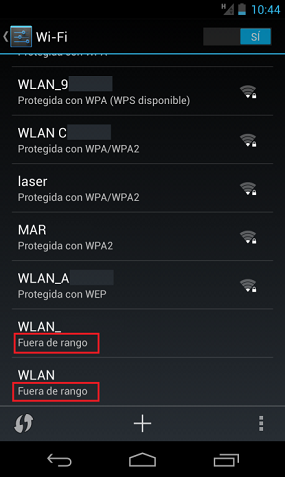 H
10:44
Wi-Fi
SÍ
Protegida con WPA
WLAN_9
Protegida con WPA (WPS disponible)
WLAN C
Protegida con WPA/WPA2
laser
Protegida con WPA/WPA2
MAR
Protegida con WPA2
WLAN_A
Protegida con WEP
WLAN_
Fuera de rango
WLAN
Fuera de rango